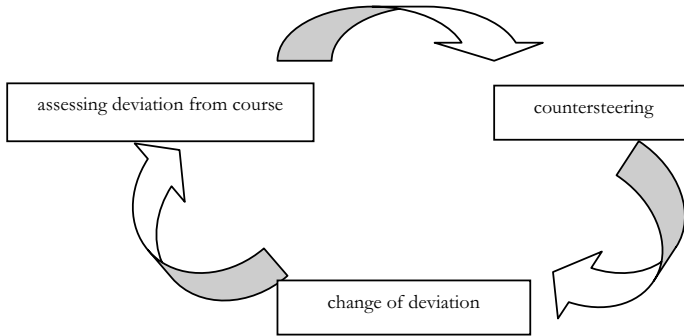 assessing deviation from course
countersteering
change of deviation